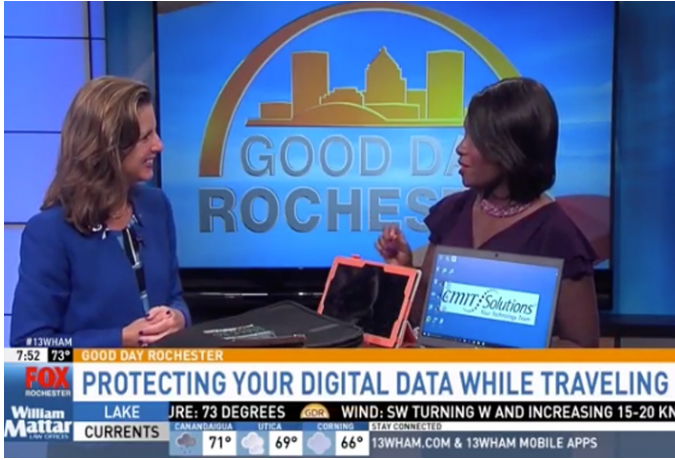 GOOD DA
ROCHES
CMIT Solutions
Your Technology Team
#13WHAM
7:52 73° GOOD DAY ROCHESTER
FOX
ROCHESTER
PROTECTING YOUR DIGITAL DATA WHILE TRAVELING
William
Mattar
LAW OFFICES
LAKE
CURRENTS
URE: 73 DEGREES GDR WIND: SW TURNING W AND INCREASING 15-20 KN
CANANDAIGUA UTICA CORNING STAY CONNECTED
71° 69° 66° 13WHAM.COM & 13WHAM MOBILE APPS